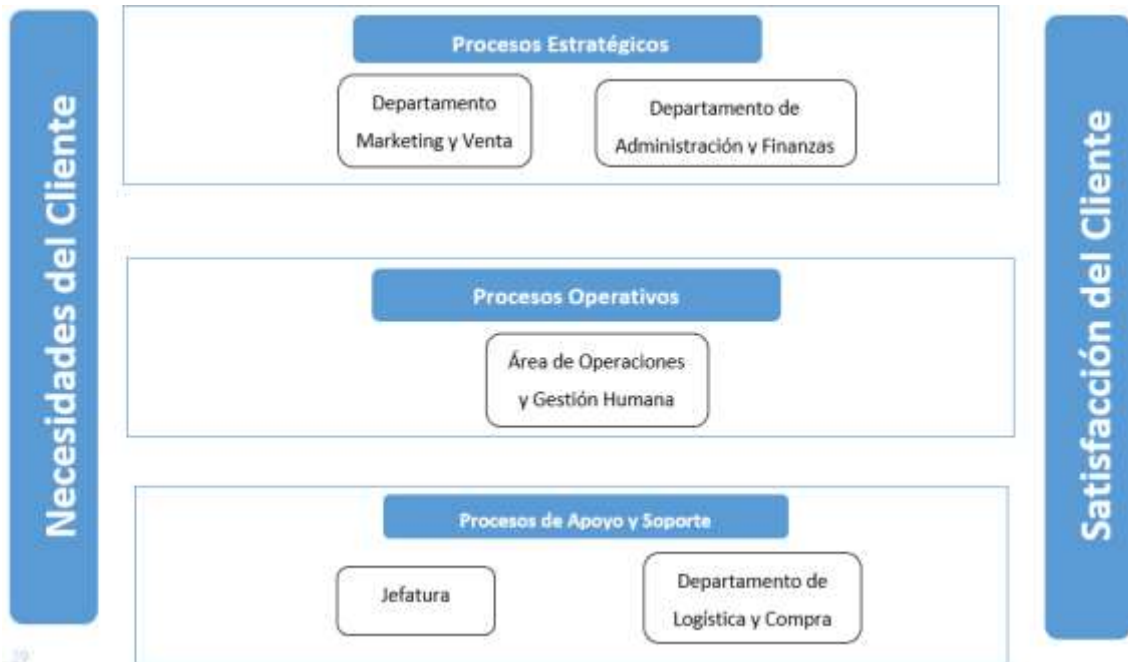 Necesidades del Cliente
Procesos Estratégicos
Departamento
Marketing y Venta
Departamento de
Administración y Finanzas
Procesos Operativos
Área de Operaciones
y Gestión Humana
Procesos de Apoyo y Soporte
Jefatura
Departamento de
Logística y Compra
Satisfacción del Cliente